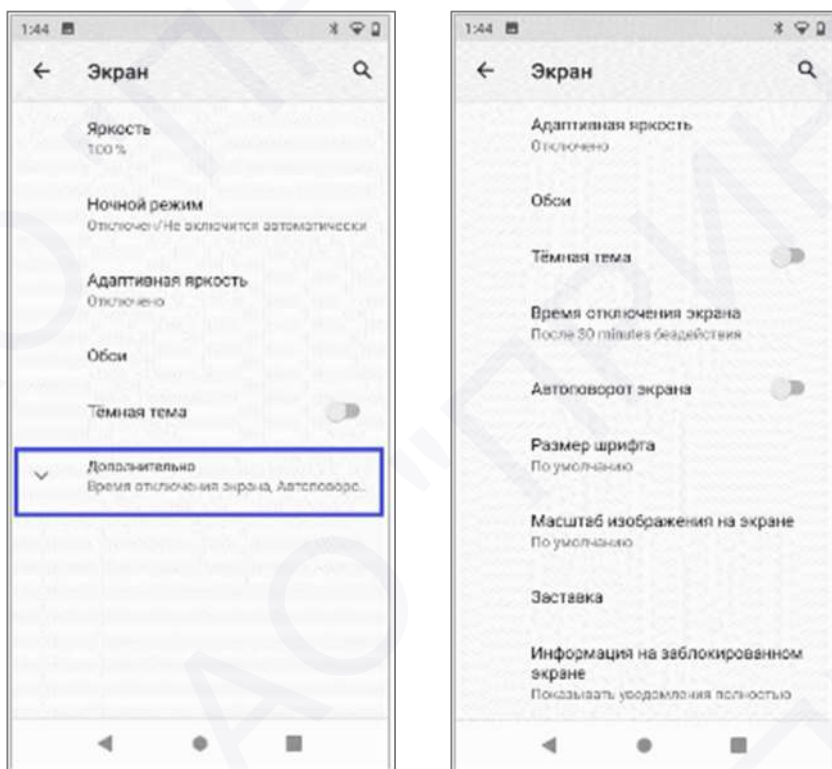 1:44
Экран
Яркость
100 %
Ночной режим
Отключен/Не включится автоматически
Адаптивная яркость
Отключено
Обои
Тёмная тема
Дополнительно
Время отключения экрана, Автоповоро..
1:44
Экран
Адаптивная яркость
Отключено
Обои
Тёмная тема
Время отключения экрана
После 30 minutes бездействия
Автоповорот экрана
Размер шрифта
По умолчанию
Масштаб изображения на экране
По умолчанию
Заставка
Информация на заблокированном
экране
Показывать уведомления полностью